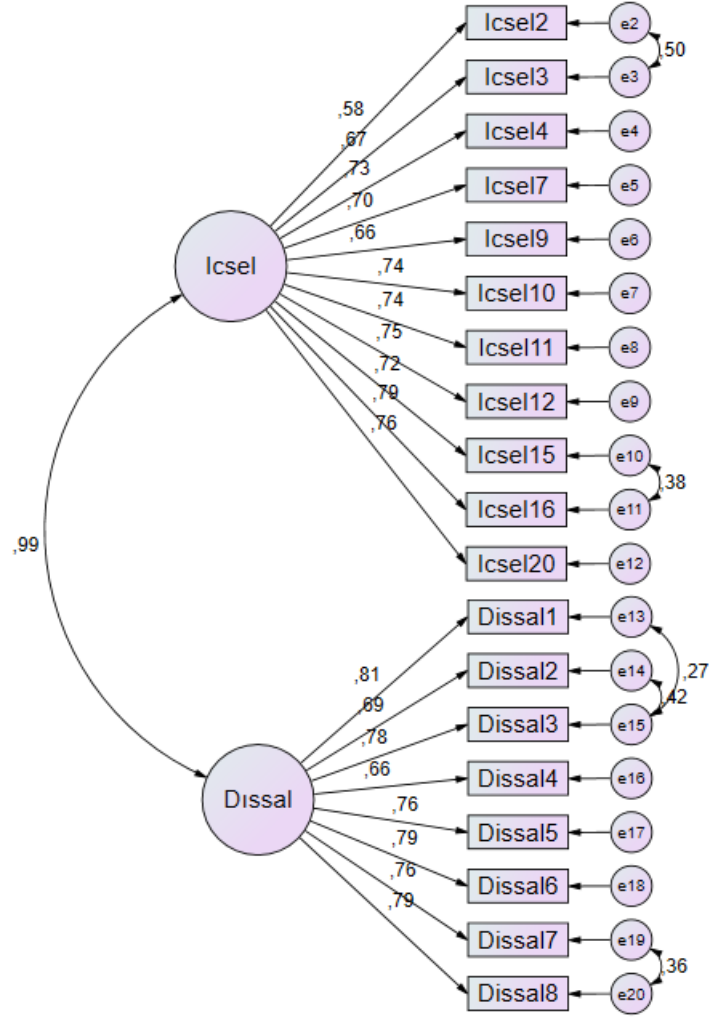 Icsel2
e2
,50
Icsel3
e3
,58
,67
Icsel4
e4
,73
Icsel7
e5
,70
,66
Icsel9
e6
Icsel
,74
Icsel10
e7
,74
Icsel11
e8
,75
,72
Icsel12
e9
,79
,76
Icsel15
e10
,38
Icsel16
e11
,99
Icsel20
e12
Dissal1
e13
,81
Dissal2
e14
,27
,69
,42
Dissal3
e15
,78
,66
Dissal4
e16
Dıssal
,76
Dissal5
e17
,79
,76
Dissal6
e18
,79
Dissal7
e19
,36
Dissal8
e20